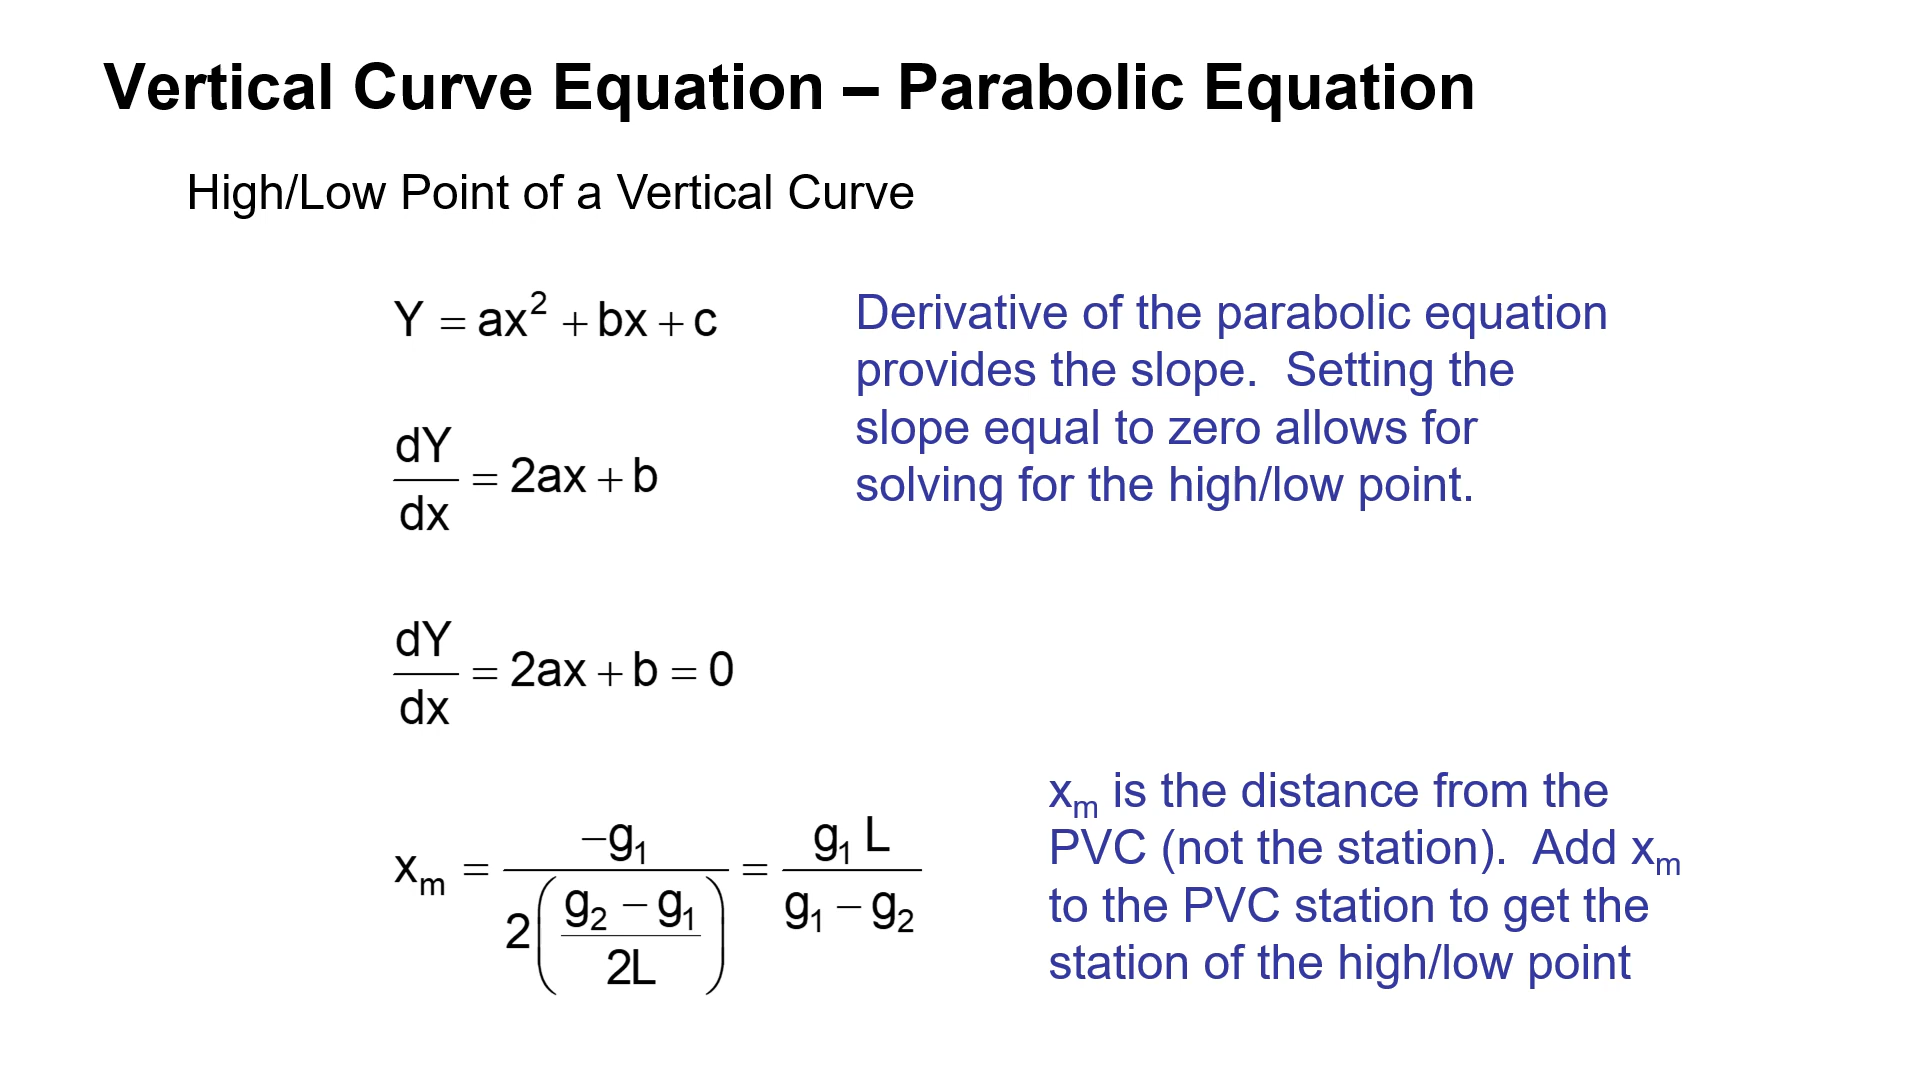 Vertical Curve Equation – Parabolic Equation
High/Low Point of a Vertical Curve
Y = ax² + bx + c
Derivative of the parabolic equation
provides the slope.  Setting the
slope equal to zero allows for
solving for the high/low point.
dY/dx = 2ax + b
dY/dx = 2ax + b = 0
xₘ = −g₁ / 2((g₂ − g₁)/2L) = g₁ L / (g₁ − g₂)
xₘ is the distance from the
PVC (not the station).  Add xₘ
to the PVC station to get the
station of the high/low point